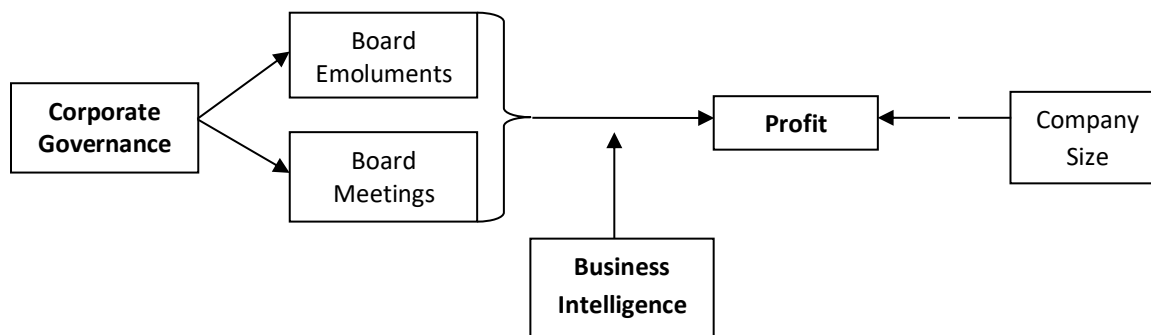 Board
Emoluments
Corporate
Governance
Board
Meetings
Profit
Company
Size
Business
Intelligence